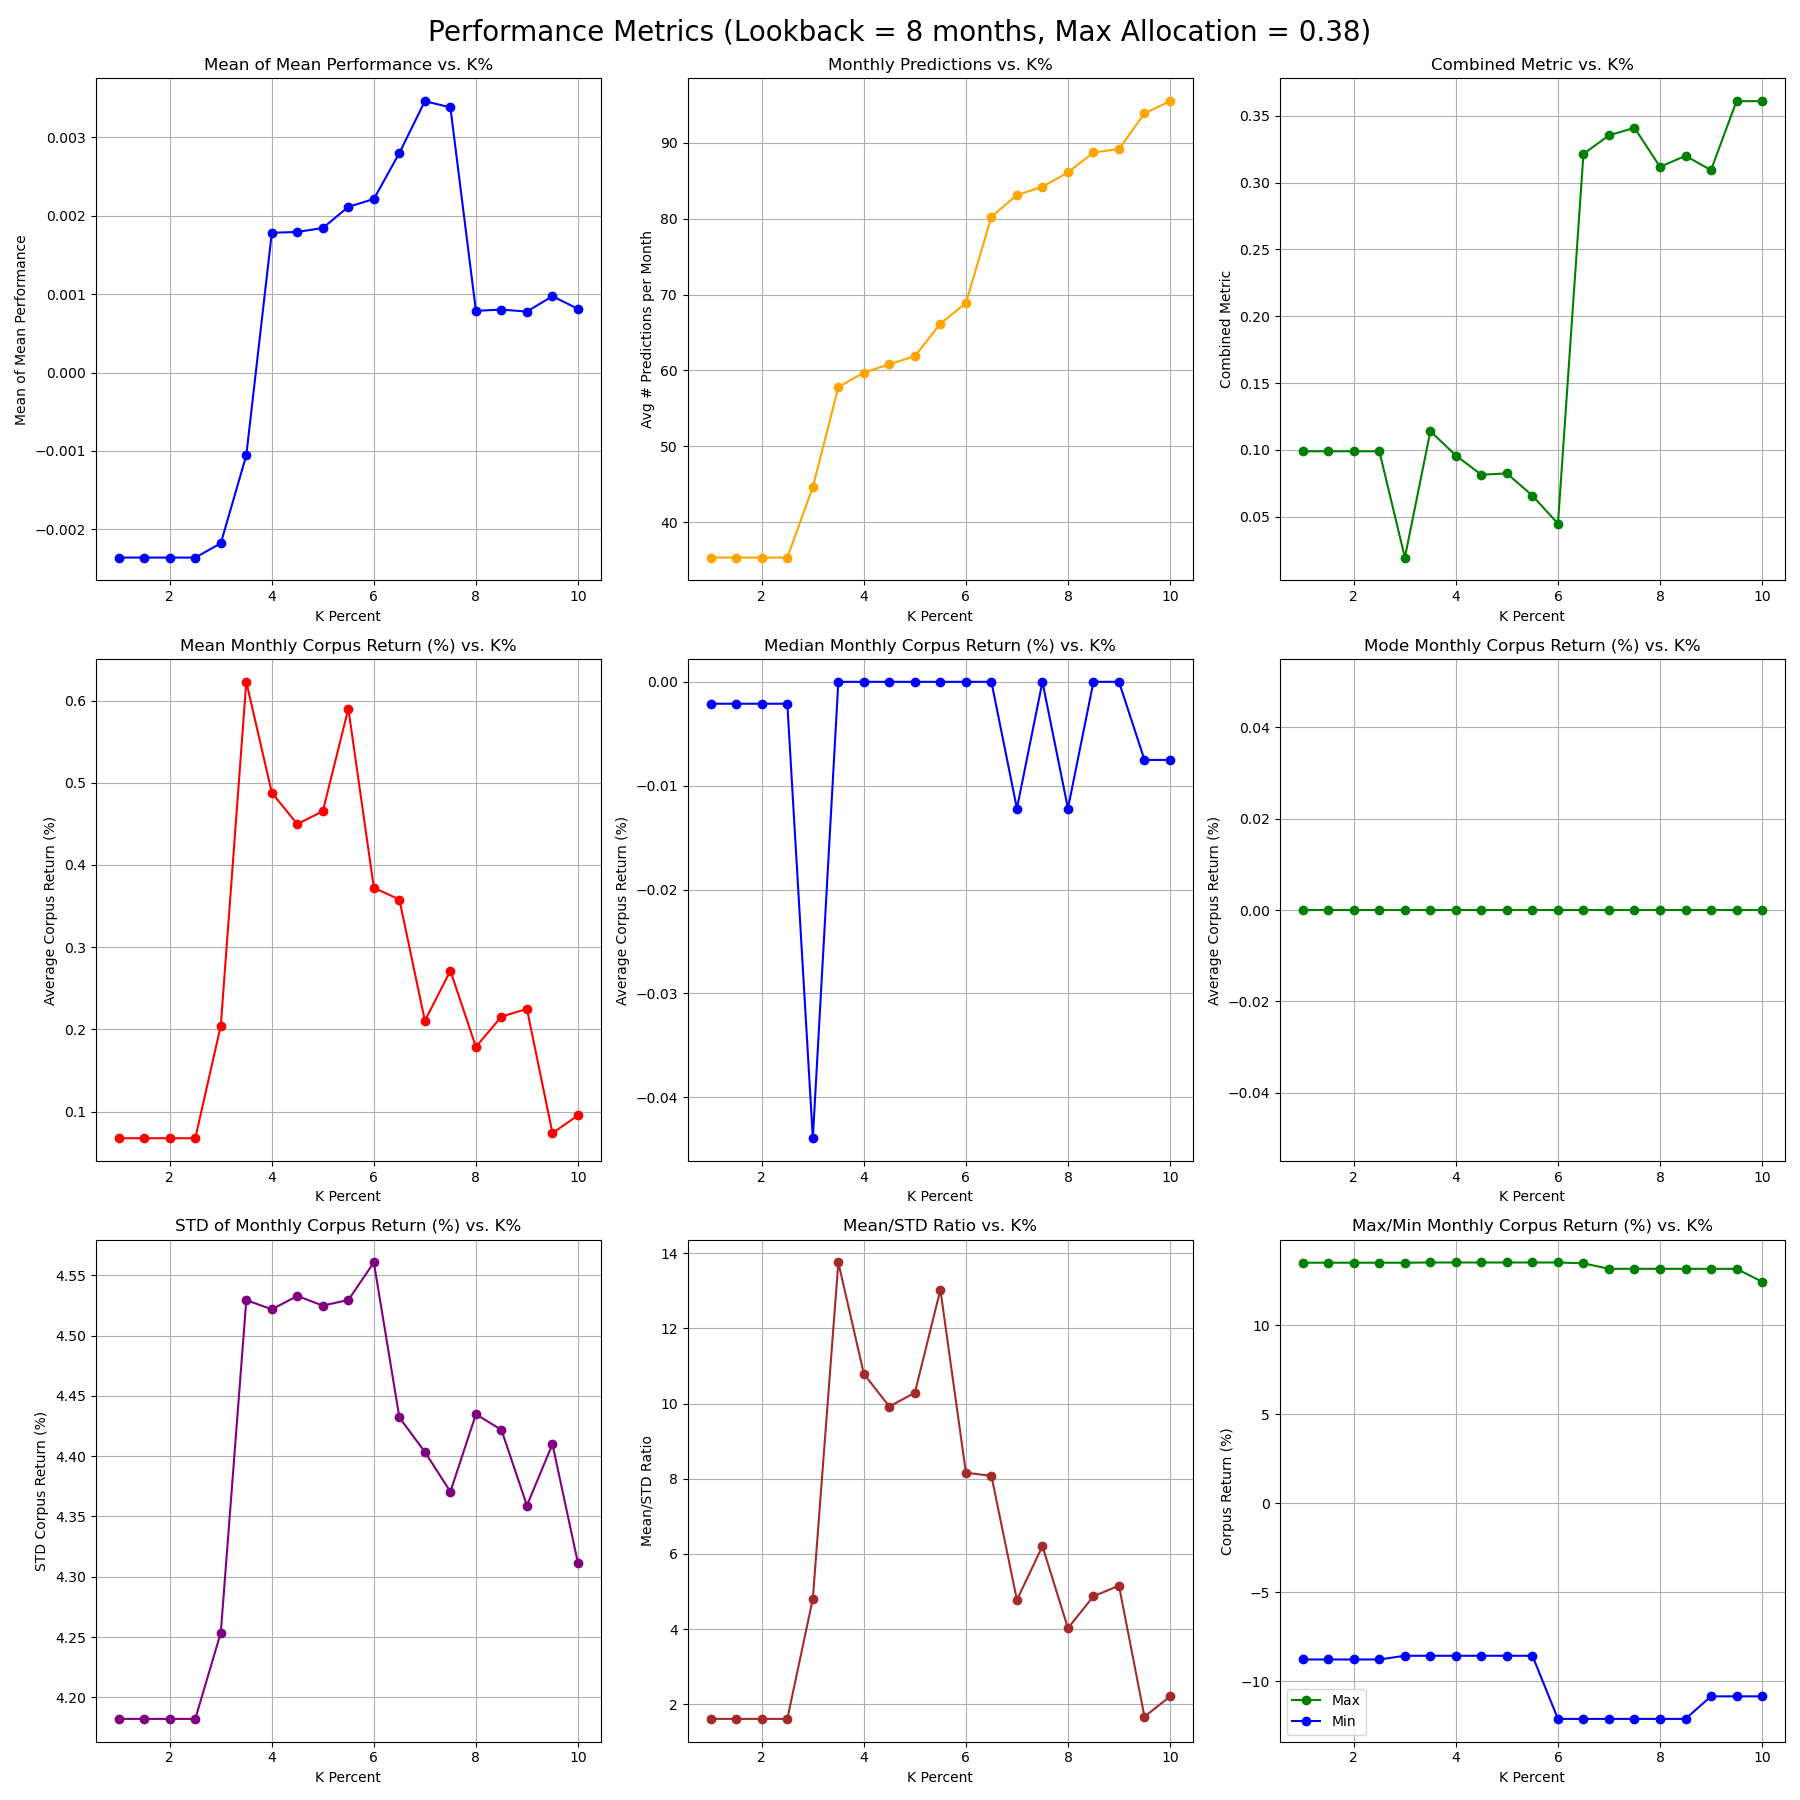 Performance Metrics (Lookback = 8 months, Max Allocation = 0.38)
Mean of Mean Performance vs. K%
Mean of Mean Performance
0.003
0.002
0.001
0.000
−0.001
−0.002
2 4 6 8 10
K Percent
Monthly Predictions vs. K%
Avg # Predictions per Month
90
80
70
60
50
40
2 4 6 8 10
K Percent
Combined Metric vs. K%
Combined Metric
0.35
0.30
0.25
0.20
0.15
0.10
0.05
2 4 6 8 10
K Percent
Mean Monthly Corpus Return (%) vs. K%
Average Corpus Return (%)
0.6
0.5
0.4
0.3
0.2
0.1
2 4 6 8 10
K Percent
Median Monthly Corpus Return (%) vs. K%
Average Corpus Return (%)
0.00
−0.01
−0.02
−0.03
−0.04
2 4 6 8 10
K Percent
Mode Monthly Corpus Return (%) vs. K%
Average Corpus Return (%)
0.04
0.02
0.00
−0.02
−0.04
2 4 6 8 10
K Percent
STD of Monthly Corpus Return (%) vs. K%
STD Corpus Return (%)
4.55
4.50
4.45
4.40
4.35
4.30
4.25
4.20
2 4 6 8 10
K Percent
Mean/STD Ratio vs. K%
Mean/STD Ratio
14
12
10
8
6
4
2
2 4 6 8 10
K Percent
Max/Min Monthly Corpus Return (%) vs. K%
Corpus Return (%)
10
5
0
−5
−10
Max
Min
2 4 6 8 10
K Percent